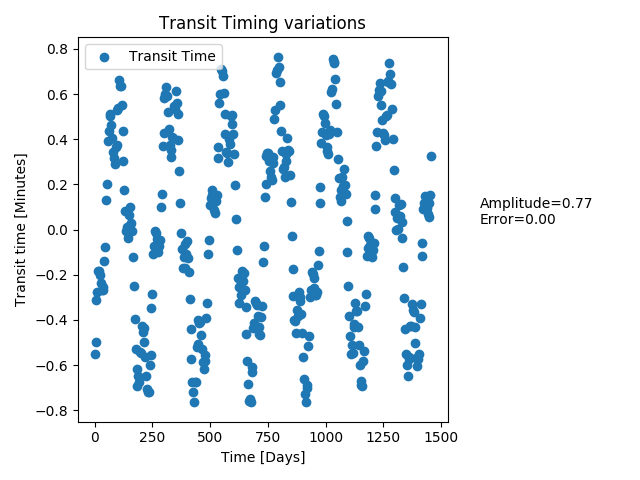 Transit Timing variations
Transit Time
Transit time [Minutes]
0.8
0.6
0.4
0.2
0.0
−0.2
−0.4
−0.6
−0.8
0
250
500
750
1000
1250
1500
Time [Days]
Amplitude=0.77
Error=0.00